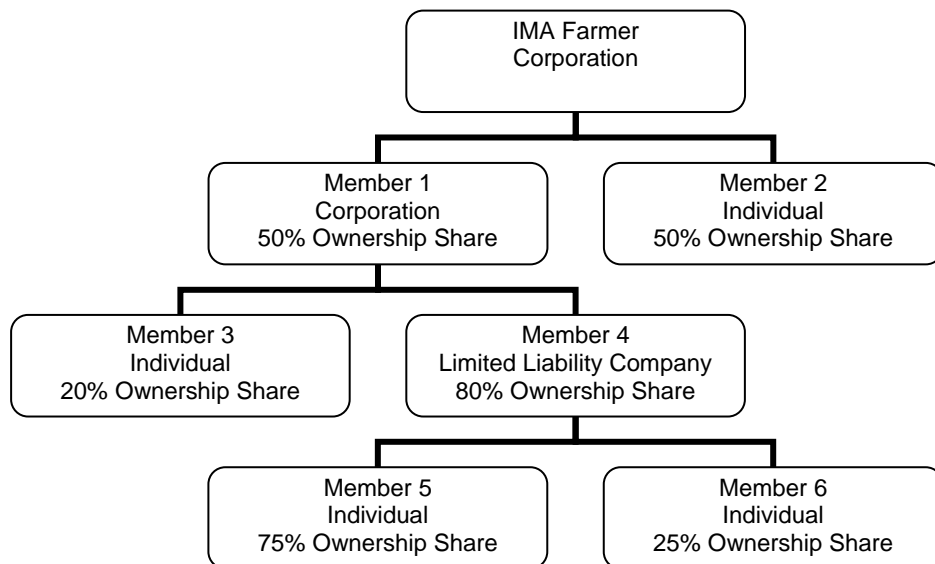 IMA Farmer
Corporation
Member 1
Corporation
50% Ownership Share
Member 2
Individual
50% Ownership Share
Member 3
Individual
20% Ownership Share
Member 4
Limited Liability Company
80% Ownership Share
Member 5
Individual
75% Ownership Share
Member 6
Individual
25% Ownership Share